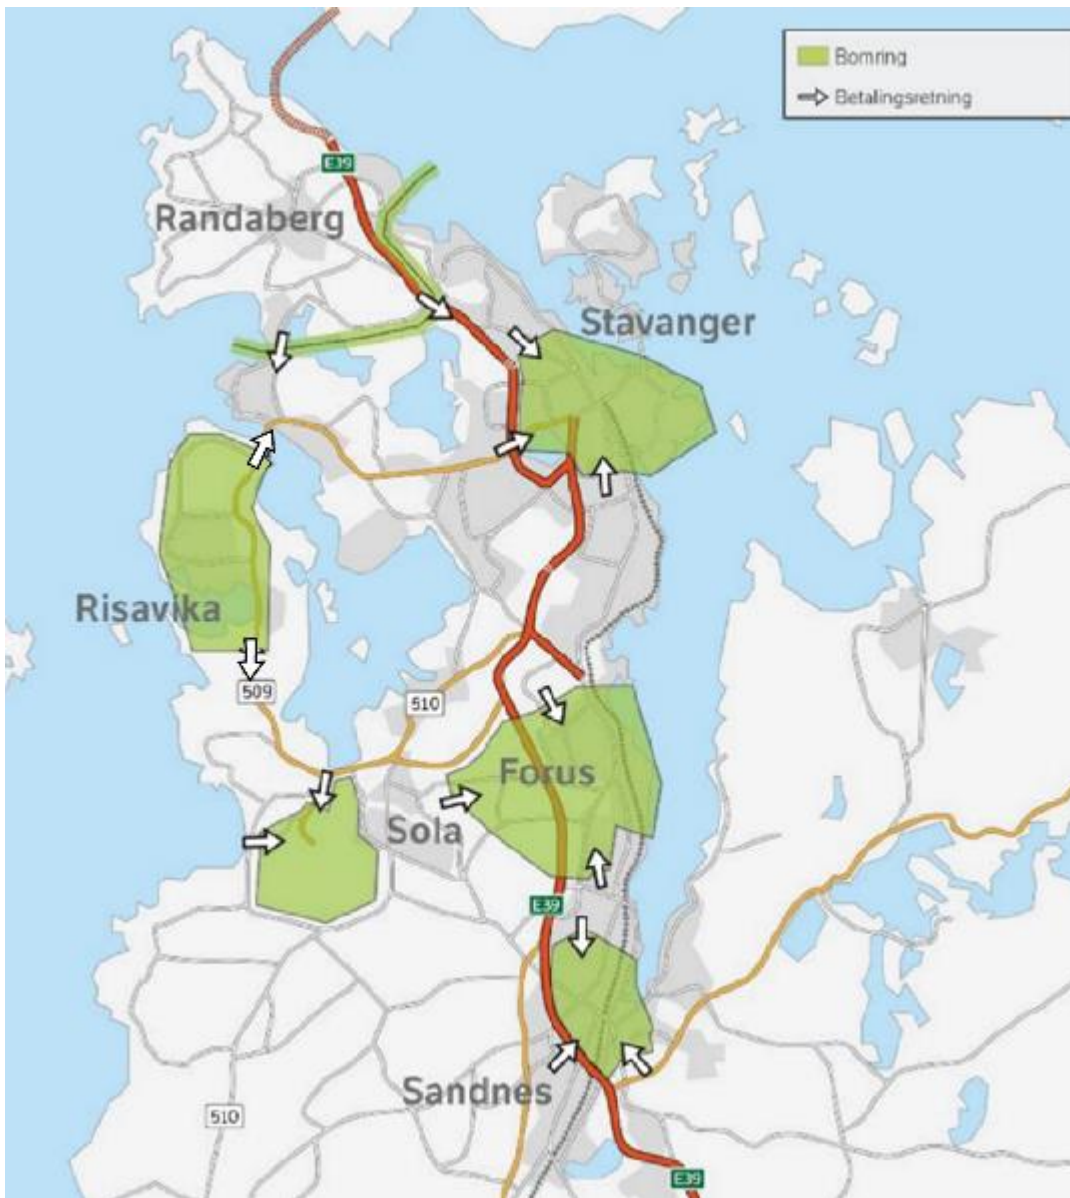 Bomring
Betalingsretning
E39
Randaberg
Stavanger
Risavika
509
510
Forus
Sola
E39
Sandnes
510
E39